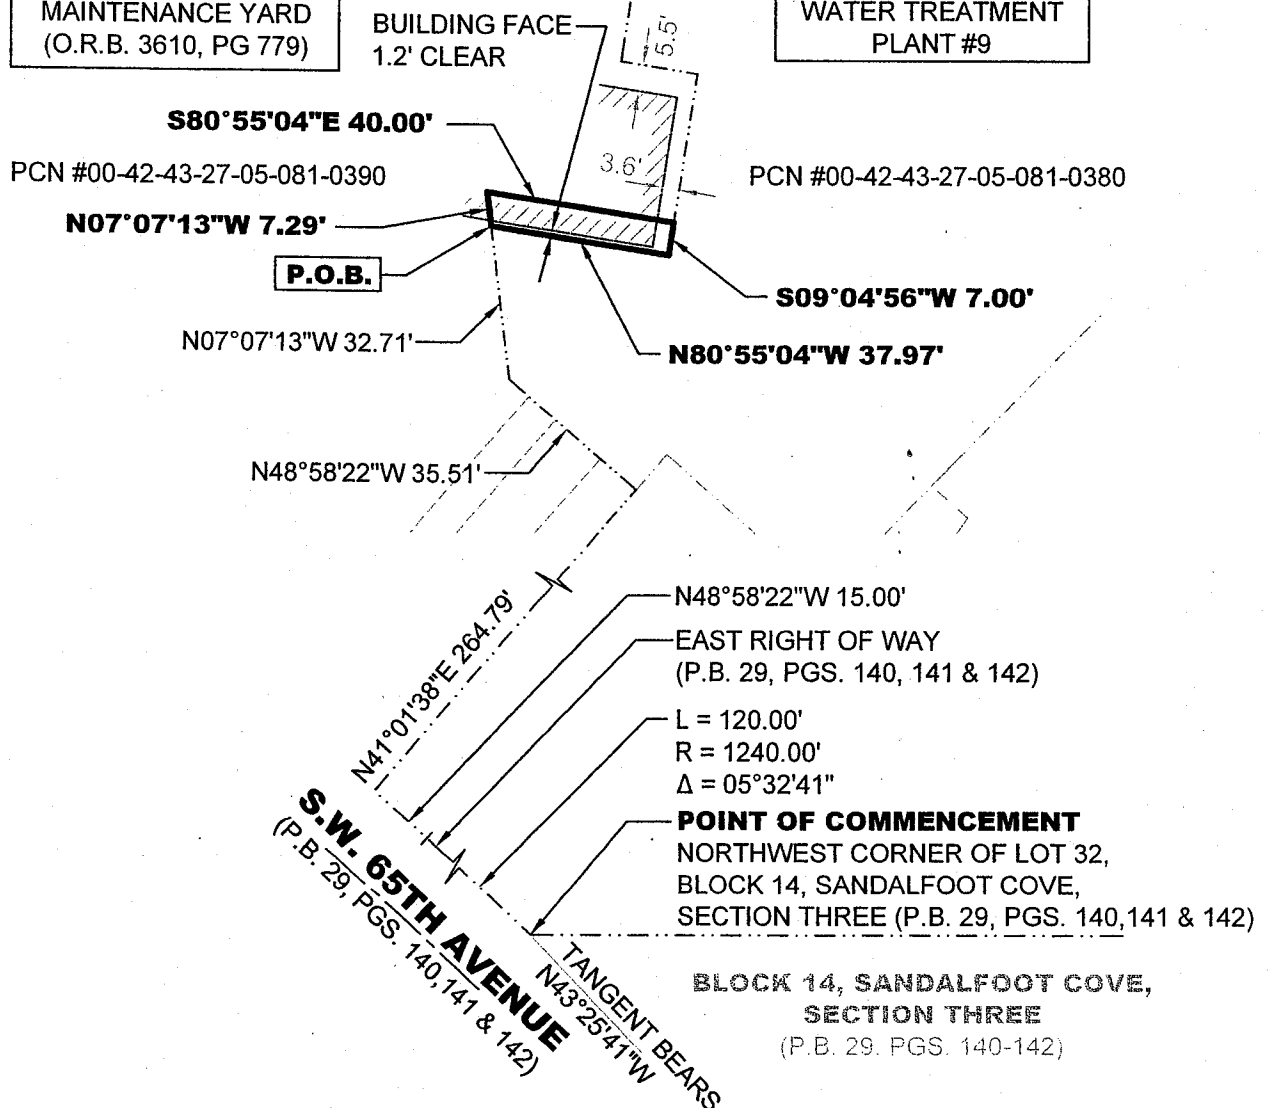 MAINTENANCE YARD
(O.R.B. 3610, PG 779)
BUILDING FACE
1.2' CLEAR
5.5'
WATER TREATMENT
PLANT #9
S80°55'04"E 40.00'
PCN #00-42-43-27-05-081-0390
3.6'
PCN #00-42-43-27-05-081-0380
N07°07'13"W 7.29'
P.O.B.
S09°04'56"W 7.00'
N07°07'13"W 32.71'
N80°55'04"W 37.97'
N48°58'22"W 35.51'
N41°01'38"E 264.79'
N48°58'22"W 15.00'
EAST RIGHT OF WAY
(P.B. 29, PGS. 140, 141 & 142)
L = 120.00'
R = 1240.00'
Δ = 05°32'41"
POINT OF COMMENCEMENT
NORTHWEST CORNER OF LOT 32,
BLOCK 14, SANDALFOOT COVE,
SECTION THREE (P.B. 29, PGS. 140,141 & 142)
S.W. 65TH AVENUE
(P.B. 29, PGS. 140,141 & 142)
TANGENT BEARS
N43°25'41"W
BLOCK 14, SANDALFOOT COVE,
SECTION THREE
(P.B. 29. PGS. 140-142)